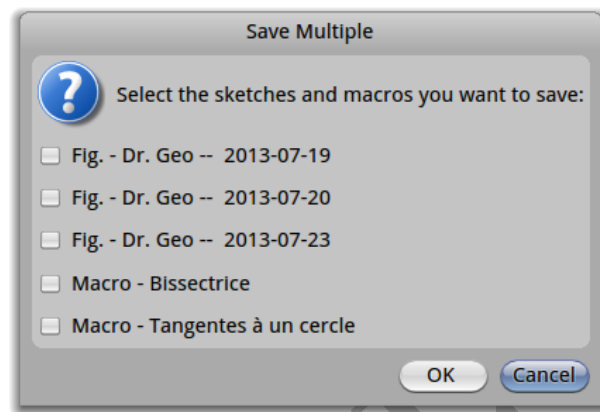 Save Multiple
Select the sketches and macros you want to save:
Fig. - Dr. Geo -- 2013-07-19
Fig. - Dr. Geo -- 2013-07-20
Fig. - Dr. Geo -- 2013-07-23
Macro - Bissectrice
Macro - Tangentes à un cercle
OK Cancel